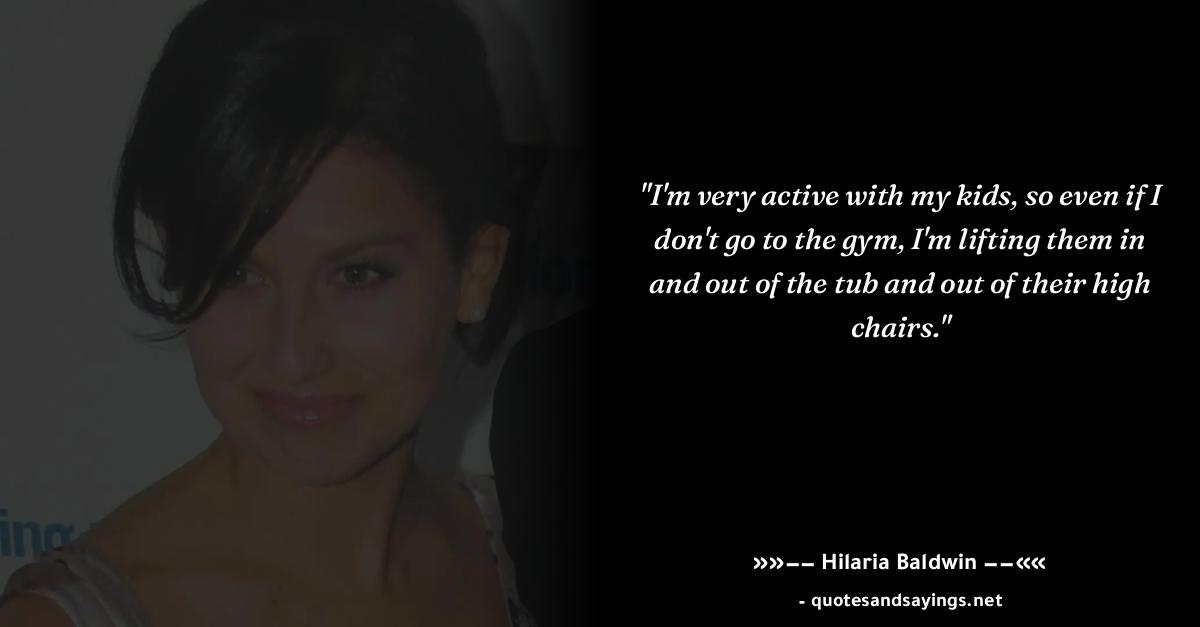 "I'm very active with my kids, so even if I
don't go to the gym, I'm lifting them in
and out of the tub and out of their high
chairs."
ing
»»–– Hilaria Baldwin ––««
- quotesandsayings.net